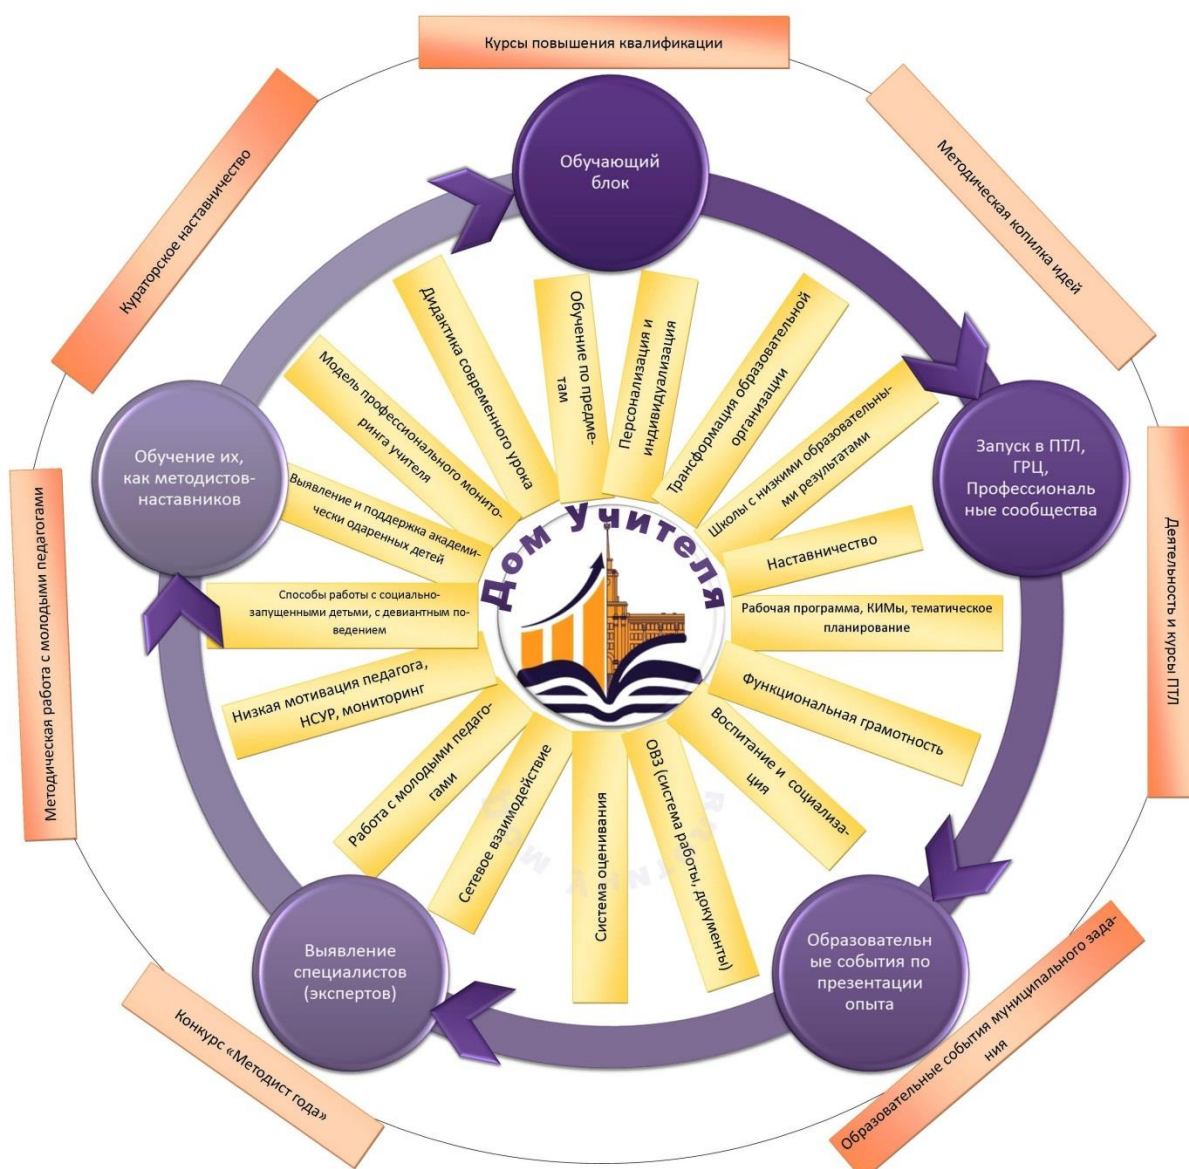 Курсы повышения квалификации
Методическая копилка идей
Деятельность и курсы ПТЛ
Образовательные события муниципального зада-
ния
Конкурс «Методист года»
Методическая работа с молодыми педагогами
Кураторское наставничество
Обучающий
блок
Запуск в ПТЛ,
ГРЦ,
Профессиональ
ные сообщества
Образовательн
ые события по
презентации
опыта
Выявление
специалистов
(экспертов)
Обучение их,
как методистов-
наставников
Дидактика современного урока
Обучение по предме-
там
Персонализация и
индивидуализация
Трансформация образовательной
организации
Школы с низкими образовательны-
ми результатами
Наставничество
Рабочая программа, КИМы, тематическое
планирование
Функциональная грамотность
Воспитание и социализа-
ция
ОВЗ (система работы, документы)
Система оценивания
Сетевое взаимодействие
Работа с молодыми педаго-
гами
Низкая мотивация педагога,
НСУР, мониторинг
Способы работы с социально-
запущенными детьми, с девиантным по-
ведением
Выявление и поддержка академи-
чески одаренных детей
Модель профессионального монито-
ринга учителя
Дом Учителя